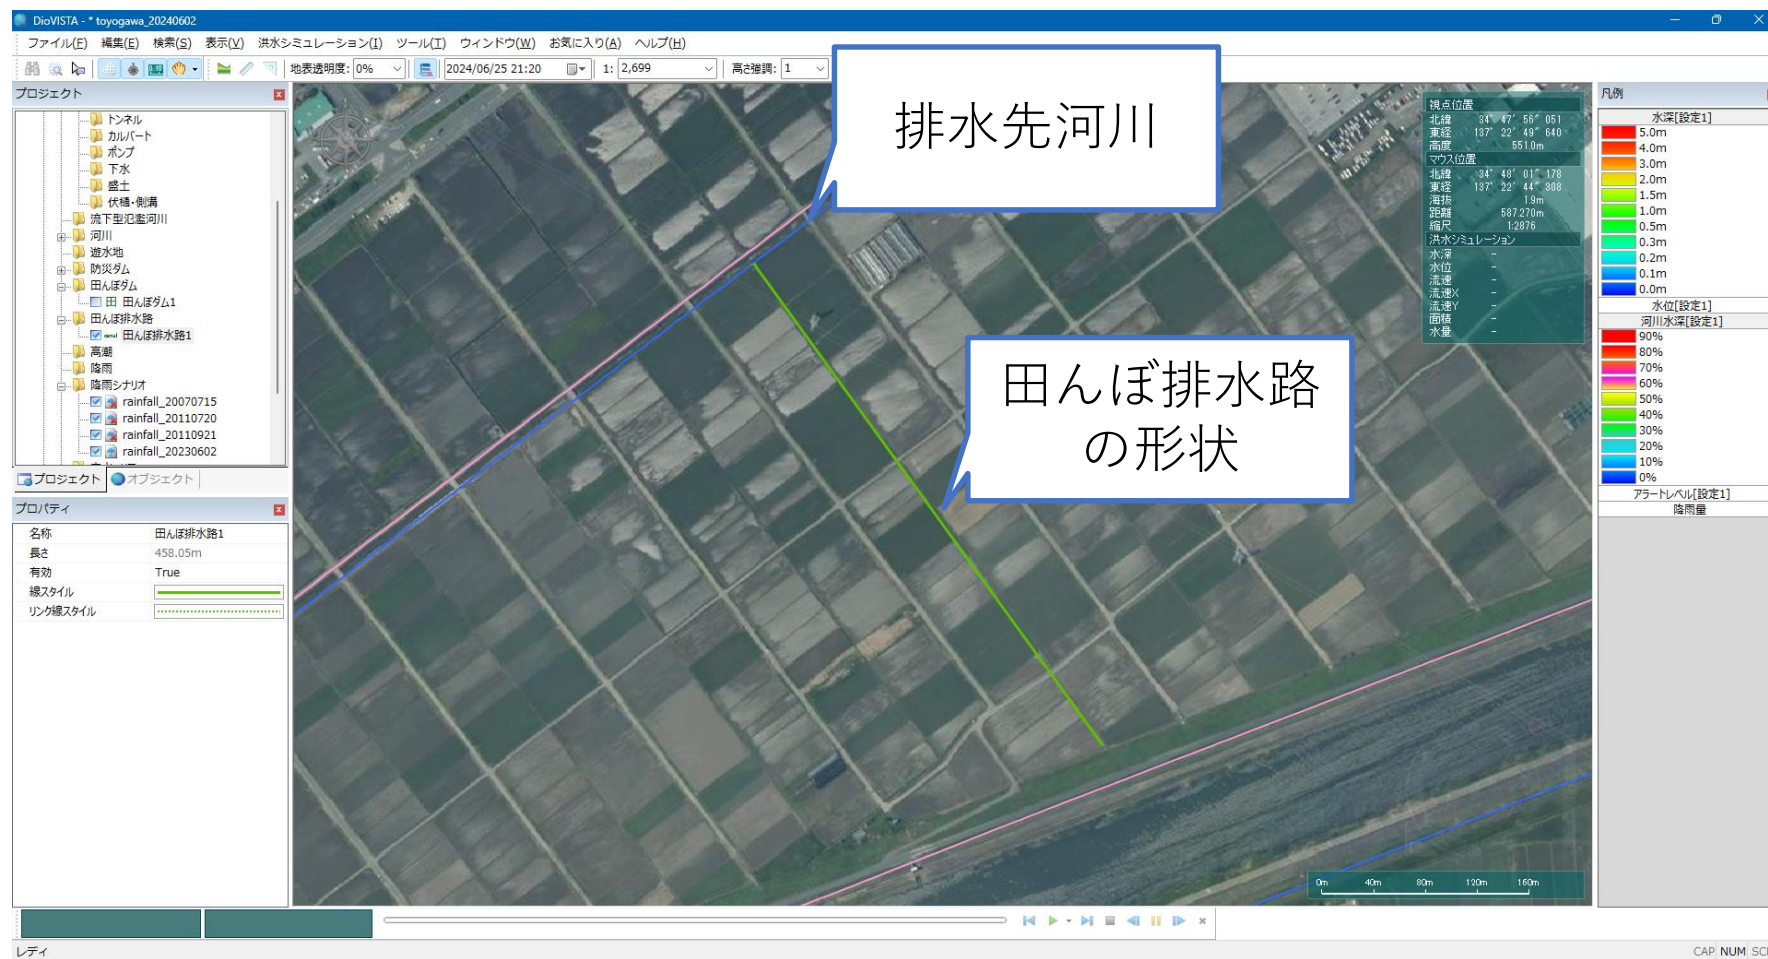 DioVISTA - * toyogawa_20240602
ファイル(F) 編集(E) 検索(S) 表示(V) 洪水シミュレーション(I) ツール(T) ウィンドウ(W) お気に入り(A) ヘルプ(H)
地表透明度: 0% 2024/06/25 21:20 1: 2,699 高さ強調: 1
プロジェクト
トンネル
カルバート
ポンプ
下水
盛土
伏樋・側溝
流下型氾濫河川
河川
遊水地
防災ダム
田んぼダム
田んぼダム1
田んぼ排水路
田んぼ排水路1
高潮
降雨
降雨シナリオ
rainfall_20070715
rainfall_20110720
rainfall_20110921
rainfall_20230602
プロジェクト オブジェクト
プロパティ
名称 田んぼ排水路1
長さ 458.05m
有効 True
線スタイル
リンク線スタイル
排水先河川
田んぼ排水路
の形状
視点位置
北緯 34° 47′ 56″ 051
東経 137° 22′ 49″ 640
高度 551.0m
マウス位置
北緯 34° 48′ 01″ 178
東経 137° 22′ 44″ 308
海抜 1.9m
距離 587.270m
縮尺 1:2876
洪水シミュレーション
水深 -
水位 -
流速 -
流速X -
流速Y -
面積 -
水量 -
0m 40m 80m 120m 160m
凡例
水深[設定1]
5.0m
4.0m
3.0m
2.0m
1.5m
1.0m
0.5m
0.3m
0.2m
0.1m
0.0m
水位[設定1]
河川水深[設定1]
90%
80%
70%
60%
50%
40%
30%
20%
10%
0%
アラートレベル[設定1]
降雨量
レディ
CAP NUM SC